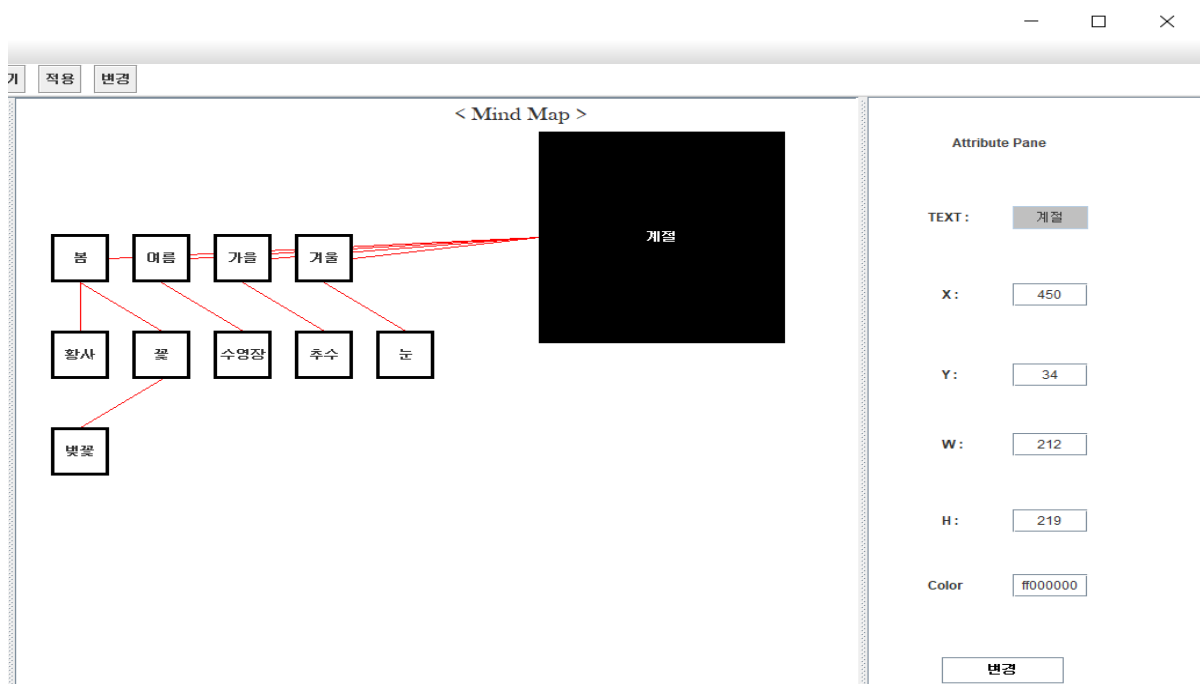 기 적용 변경
< Mind Map >
계절
봄 여름 가을 겨울
황사 꽃 수영장 추수 눈
벚꽃
Attribute Pane
TEXT : 계절
X : 450
Y : 34
W : 212
H : 219
Color ff000000
변경